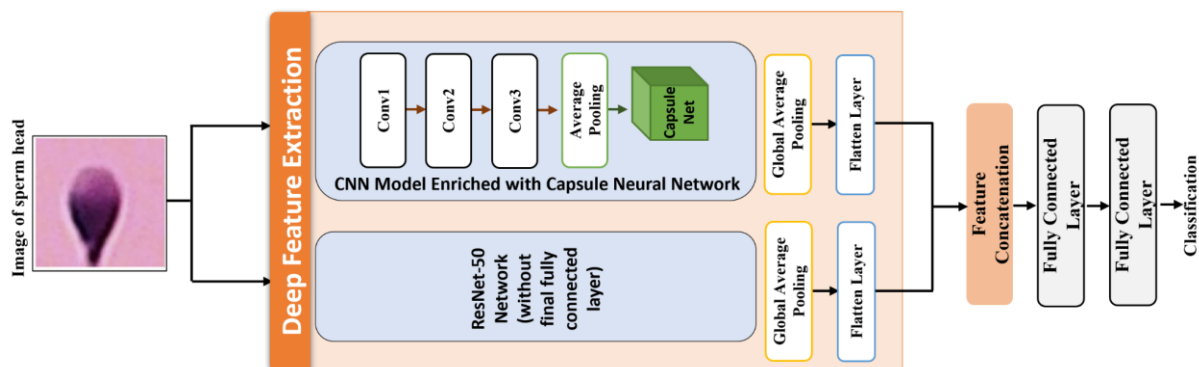 Image of sperm head
Deep Feature Extraction
Conv1
Conv2
Conv3
Average
Pooling
Capsule
Net
CNN Model Enriched with Capsule Neural Network
Global Average
Pooling
Flatten Layer
ResNet-50
Network
(without
final fully
connected
layer)
Global Average
Pooling
Flatten Layer
Feature
Concatenation
Fully Connected
Layer
Fully Connected
Layer
Classification